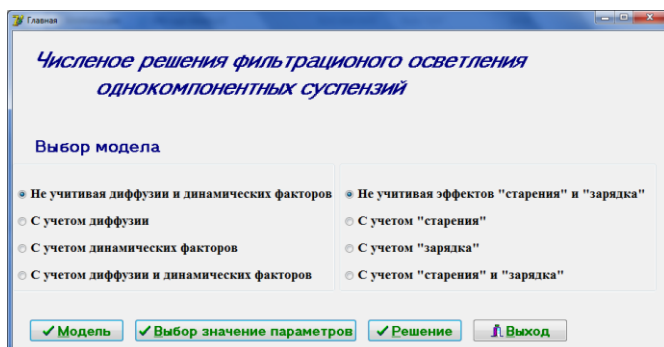 Главная
Численое решения фильтрационого осветления
однокомпонентных суспензий
Выбор модела
Не учитивая диффузии и динамических факторов
С учетом диффузии
С учетом динамических факторов
С учетом диффузии и динамических факторов
Не учитивая эффектов "старения" и "зарядка"
С учетом "старения"
С учетом "зарядка"
С учетом "старения" и "зарядка"
Модель
Выбор значение параметров
Решение
Выход